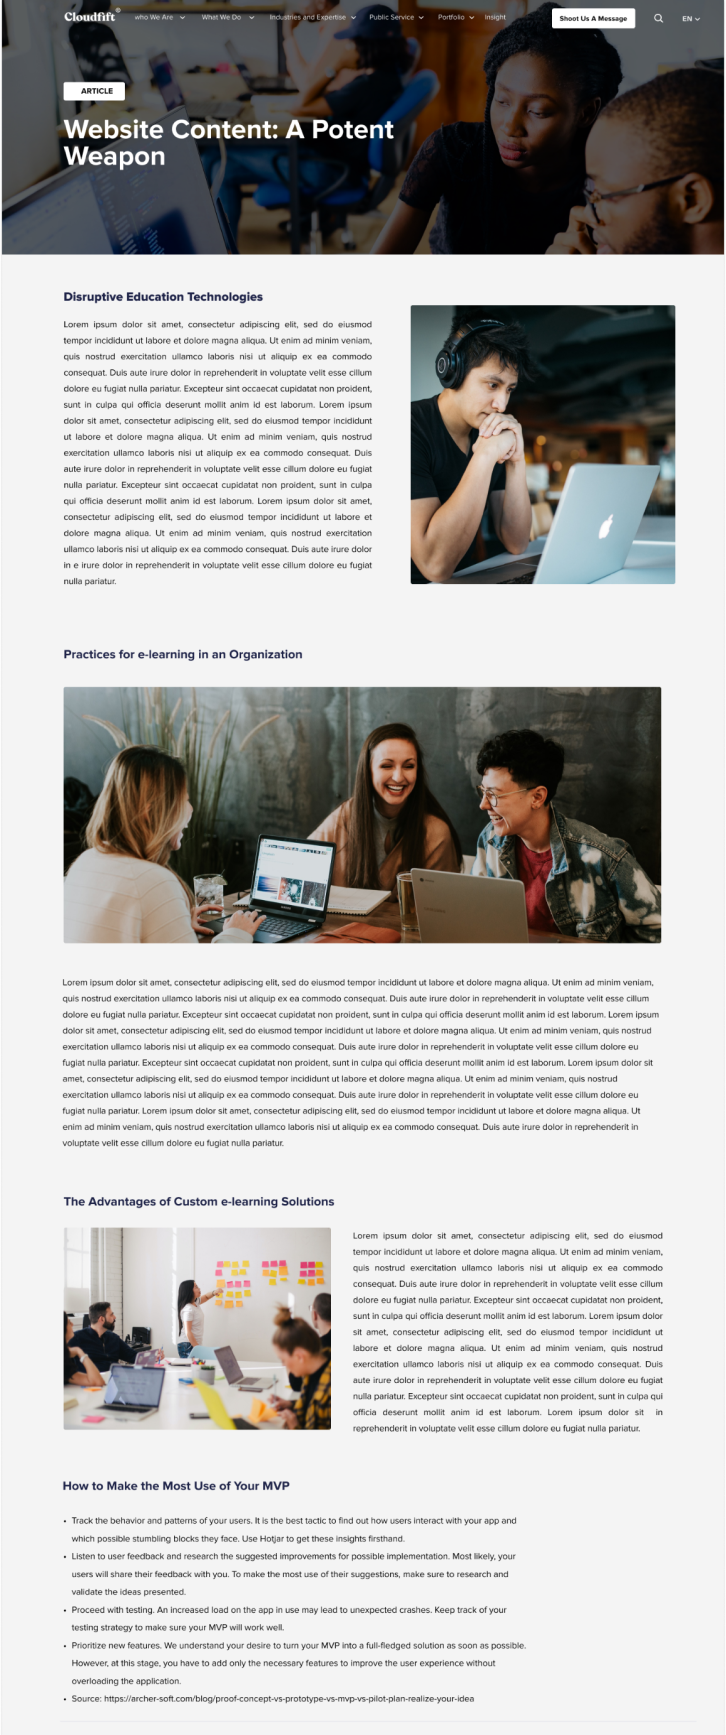 Cloudfift®
who We Are
What We Do
Industries and Expertise
Public Service
Portfolio
Insight
Shoot Us A Message
EN
ARTICLE
Website Content: A Potent
Weapon
Disruptive Education Technologies
Lorem ipsum dolor sit amet, consectetur adipiscing elit, sed do eiusmod
tempor incididunt ut labore et dolore magna aliqua. Ut enim ad minim veniam,
quis nostrud exercitation ullamco laboris nisi ut aliquip ex ea commodo
consequat. Duis aute irure dolor in reprehenderit in voluptate velit esse cillum
dolore eu fugiat nulla pariatur. Excepteur sint occaecat cupidatat non proident,
sunt in culpa qui officia deserunt mollit anim id est laborum. Lorem ipsum
dolor sit amet, consectetur adipiscing elit, sed do eiusmod tempor incididunt
ut labore et dolore magna aliqua. Ut enim ad minim veniam, quis nostrud
exercitation ullamco laboris nisi ut aliquip ex ea commodo consequat. Duis
aute irure dolor in reprehenderit in voluptate velit esse cillum dolore eu fugiat
nulla pariatur. Excepteur sint occaecat cupidatat non proident, sunt in culpa
qui officia deserunt mollit anim id est laborum. Lorem ipsum dolor sit amet,
consectetur adipiscing elit, sed do eiusmod tempor incididunt ut labore et
dolore magna aliqua. Ut enim ad minim veniam, quis nostrud exercitation
ullamco laboris nisi ut aliquip ex ea commodo consequat. Duis aute irure dolor
in e irure dolor in reprehenderit in voluptate velit esse cillum dolore eu fugiat
nulla pariatur.
Practices for e-learning in an Organization
Lorem ipsum dolor sit amet, consectetur adipiscing elit, sed do eiusmod tempor incididunt ut labore et dolore magna aliqua. Ut enim ad minim veniam,
quis nostrud exercitation ullamco laboris nisi ut aliquip ex ea commodo consequat. Duis aute irure dolor in reprehenderit in voluptate velit esse cillum
dolore eu fugiat nulla pariatur. Excepteur sint occaecat cupidatat non proident, sunt in culpa qui officia deserunt mollit anim id est laborum. Lorem ipsum
dolor sit amet, consectetur adipiscing elit, sed do eiusmod tempor incididunt ut labore et dolore magna aliqua. Ut enim ad minim veniam, quis nostrud
exercitation ullamco laboris nisi ut aliquip ex ea commodo consequat. Duis aute irure dolor in reprehenderit in voluptate velit esse cillum dolore eu
fugiat nulla pariatur. Excepteur sint occaecat cupidatat non proident, sunt in culpa qui officia deserunt mollit anim id est laborum. Lorem ipsum dolor sit
amet, consectetur adipiscing elit, sed do eiusmod tempor incididunt ut labore et dolore magna aliqua. Ut enim ad minim veniam, quis nostrud
exercitation ullamco laboris nisi ut aliquip ex ea commodo consequat. Duis aute irure dolor in reprehenderit in voluptate velit esse cillum dolore eu
fugiat nulla pariatur. Lorem ipsum dolor sit amet, consectetur adipiscing elit, sed do eiusmod tempor incididunt ut labore et dolore magna aliqua. Ut
enim ad minim veniam, quis nostrud exercitation ullamco laboris nisi ut aliquip ex ea commodo consequat. Duis aute irure dolor in reprehenderit in
voluptate velit esse cillum dolore eu fugiat nulla pariatur.
The Advantages of Custom e-learning Solutions
Lorem ipsum dolor sit amet, consectetur adipiscing elit, sed do eiusmod
tempor incididunt ut labore et dolore magna aliqua. Ut enim ad minim veniam,
quis nostrud exercitation ullamco laboris nisi ut aliquip ex ea commodo
consequat. Duis aute irure dolor in reprehenderit in voluptate velit esse cillum
dolore eu fugiat nulla pariatur. Excepteur sint occaecat cupidatat non proident,
sunt in culpa qui officia deserunt mollit anim id est laborum. Lorem ipsum dolor
sit amet, consectetur adipiscing elit, sed do eiusmod tempor incididunt ut
labore et dolore magna aliqua. Ut enim ad minim veniam, quis nostrud
exercitation ullamco laboris nisi ut aliquip ex ea commodo consequat. Duis
aute irure dolor in reprehenderit in voluptate velit esse cillum dolore eu fugiat
nulla pariatur. Excepteur sint occaecat cupidatat non proident, sunt in culpa qui
officia deserunt mollit anim id est laborum. Lorem ipsum dolor sit in
reprehenderit in voluptate velit esse cillum dolore eu fugiat nulla pariatur.
How to Make the Most Use of Your MVP
• Track the behavior and patterns of your users. It is the best tactic to find out how users interact with your app and
which possible stumbling blocks they face. Use Hotjar to get these insights firsthand.
• Listen to user feedback and research the suggested improvements for possible implementation. Most likely, your
users will share their feedback with you. To make the most use of their suggestions, make sure to research and
validate the ideas presented.
• Proceed with testing. An increased load on the app in use may lead to unexpected crashes. Keep track of your
testing strategy to make sure your MVP will work well.
• Prioritize new features. We understand your desire to turn your MVP into a full-fledged solution as soon as possible.
However, at this stage, you have to add only the necessary features to improve the user experience without
overloading the application.
• Source: https://archer-soft.com/blog/proof-concept-vs-prototype-vs-mvp-vs-pilot-plan-realize-your-idea